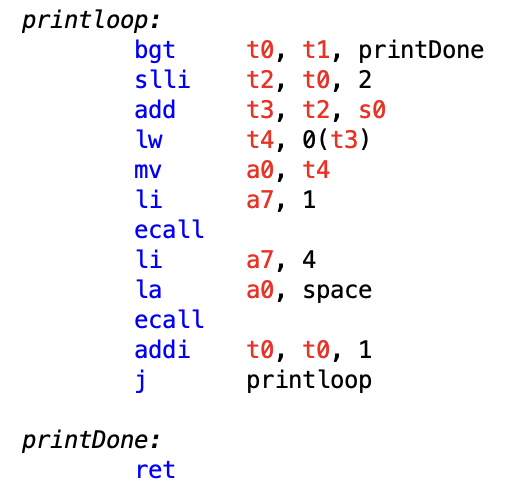 printloop:
bgt t0, t1, printDone
slli t2, t0, 2
add t3, t2, s0
lw t4, 0(t3)
mv a0, t4
li a7, 1
ecall
li a7, 4
la a0, space
ecall
addi t0, t0, 1
j printloop
printDone:
ret